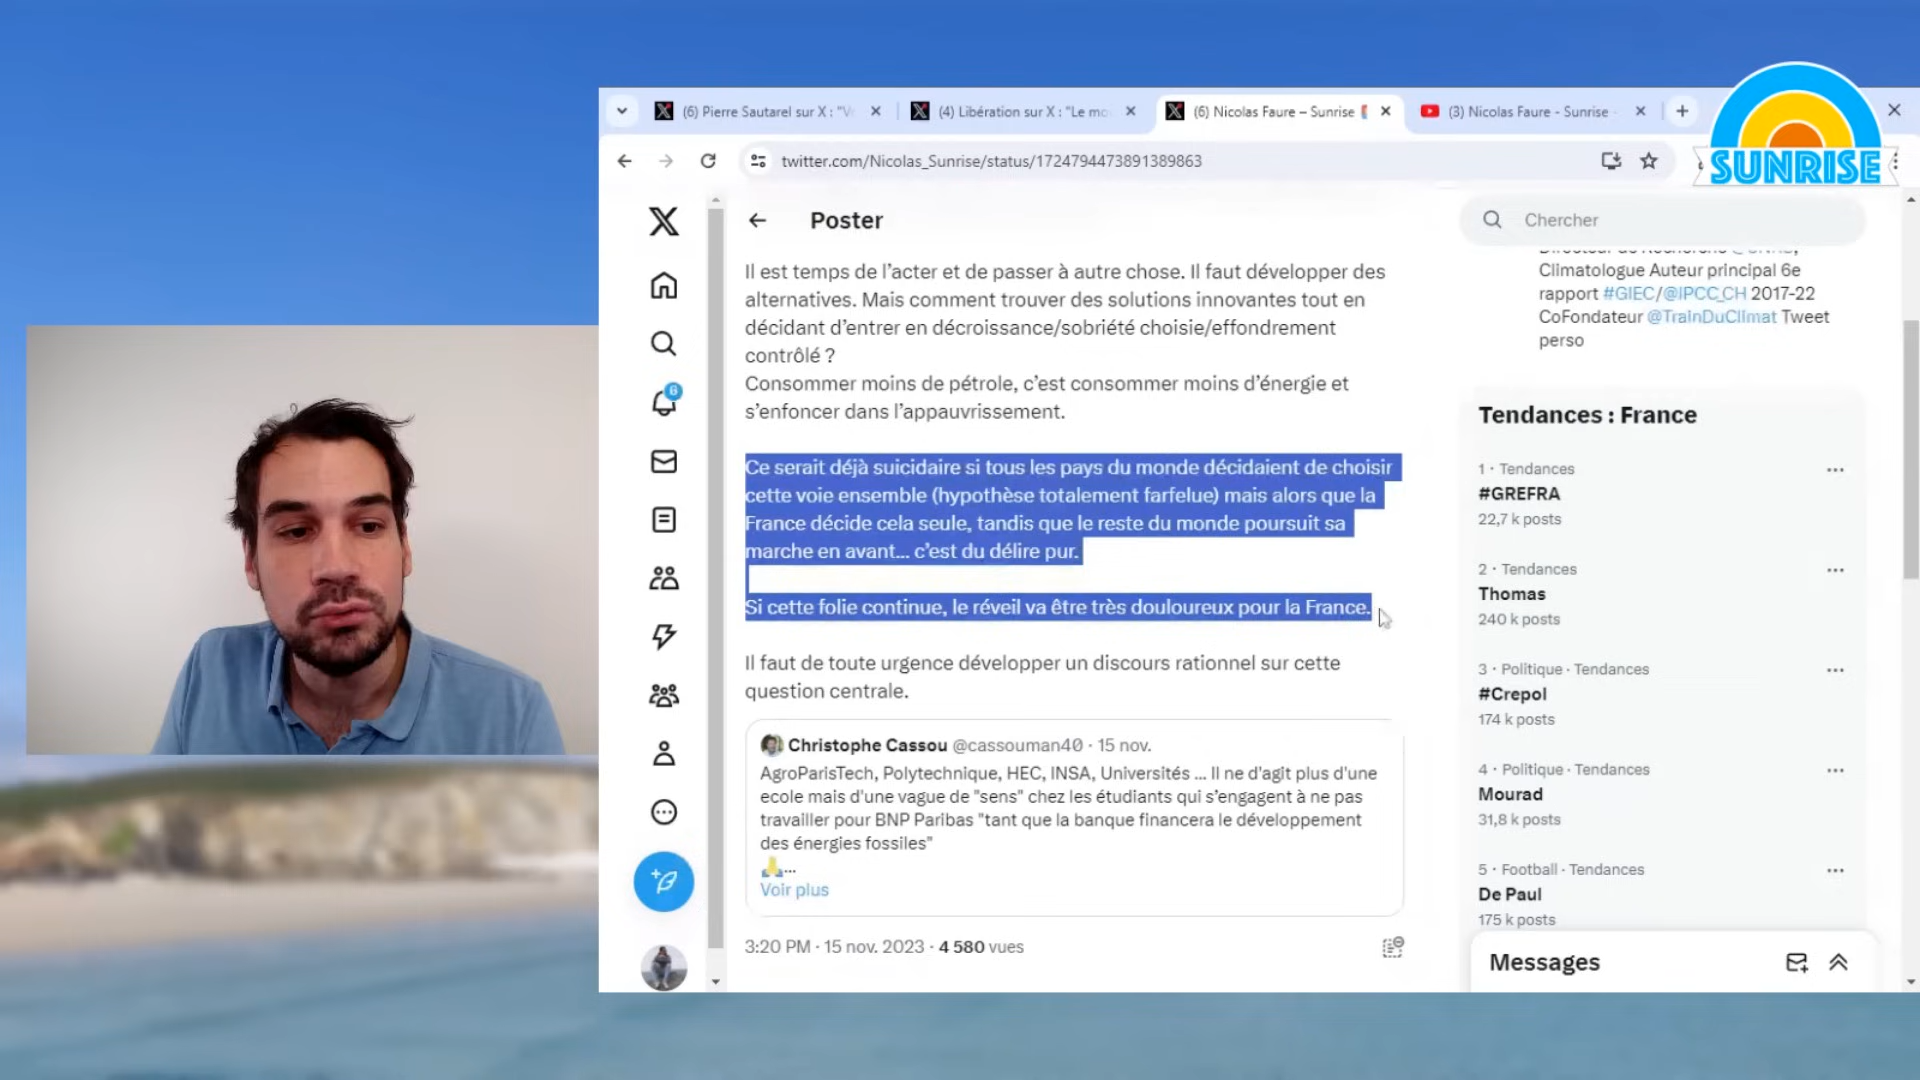 (6) Pierre Sautarel sur X : "V
(4) Libération sur X : "Le mo
(6) Nicolas Faure – Sunrise
(3) Nicolas Faure - Sunrise
SUNRISE
twitter.com/Nicolas_Sunrise/status/1724794473891389863
Poster
Chercher
Il est temps de l’acter et de passer à autre chose. Il faut développer des
alternatives. Mais comment trouver des solutions innovantes tout en
décidant d’entrer en décroissance/sobriété choisie/effondrement
contrôlé ?
Consommer moins de pétrole, c’est consommer moins d’énergie et
s’enfoncer dans l’appauvrissement.
Ce serait déjà suicidaire si tous les pays du monde décidaient de choisir
cette voie ensemble (hypothèse totalement farfelue) mais alors que la
France décide cela seule, tandis que le reste du monde poursuit sa
marche en avant... c’est du délire pur.
Si cette folie continue, le réveil va être très douloureux pour la France.
Il faut de toute urgence développer un discours rationnel sur cette
question centrale.
Christophe Cassou @cassouman40 · 15 nov.
AgroParisTech, Polytechnique, HEC, INSA, Universités ... Il ne d'agit plus d'une
ecole mais d'une vague de "sens" chez les étudiants qui s’engagent à ne pas
travailler pour BNP Paribas "tant que la banque financera le développement
des énergies fossiles"
...
Voir plus
3:20 PM · 15 nov. 2023 · 4 580 vues
6
Climatologue Auteur principal 6e
rapport #GIEC/@IPCC_CH 2017-22
CoFondateur @TrainDuClimat Tweet
perso
Tendances : France
1 · Tendances
#GREFRA
22,7 k posts
2 · Tendances
Thomas
240 k posts
3 · Politique · Tendances
#Crepol
174 k posts
4 · Politique · Tendances
Mourad
31,8 k posts
5 · Football · Tendances
De Paul
175 k posts
Messages